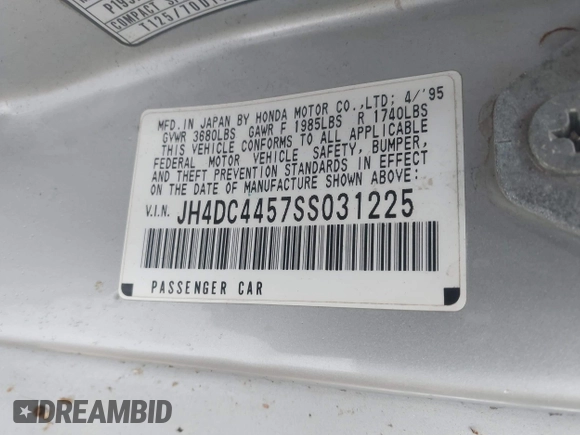 COMPACT
MFD.IN JAPAN BY HONDA MOTOR CO.,LTD; 4/'95
GVWR 3680LBS GAWR F 1985LBS R 1740LBS
THIS VEHICLE CONFORMS TO ALL APPLICABLE
FEDERAL MOTOR VEHICLE SAFETY, BUMPER,
AND THEFT PREVENTION STANDARDS IN EFFECT
ON THE DATE OF MANUFACTURE SHOWN ABOVE:
V.I.N. JH4DC4457SS031225
PASSENGER CAR
DREAMBID